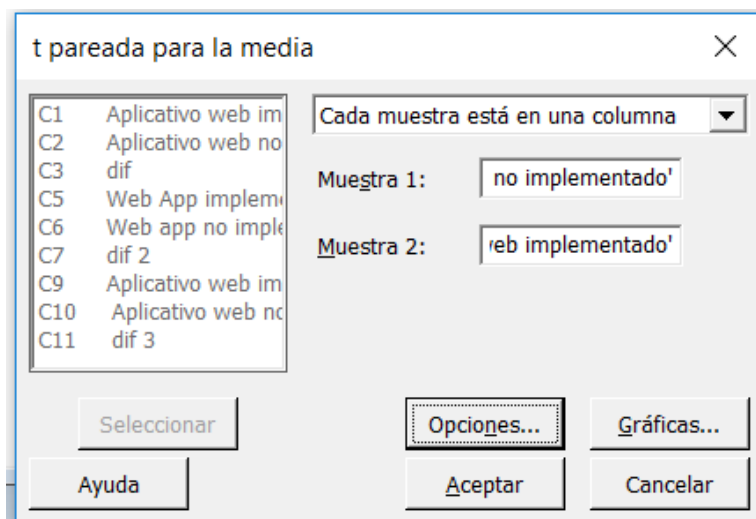 t pareada para la media
C1 Aplicativo web im
C2 Aplicativo web no
C3 dif
C5 Web App implem
C6 Web app no imple
C7 dif 2
C9 Aplicativo web im
C10 Aplicativo web no
C11 dif 3
Cada muestra está en una columna
Muestra 1: no implementado'
Muestra 2: web implementado'
Seleccionar
Opciones...
Gráficas...
Ayuda
Aceptar
Cancelar